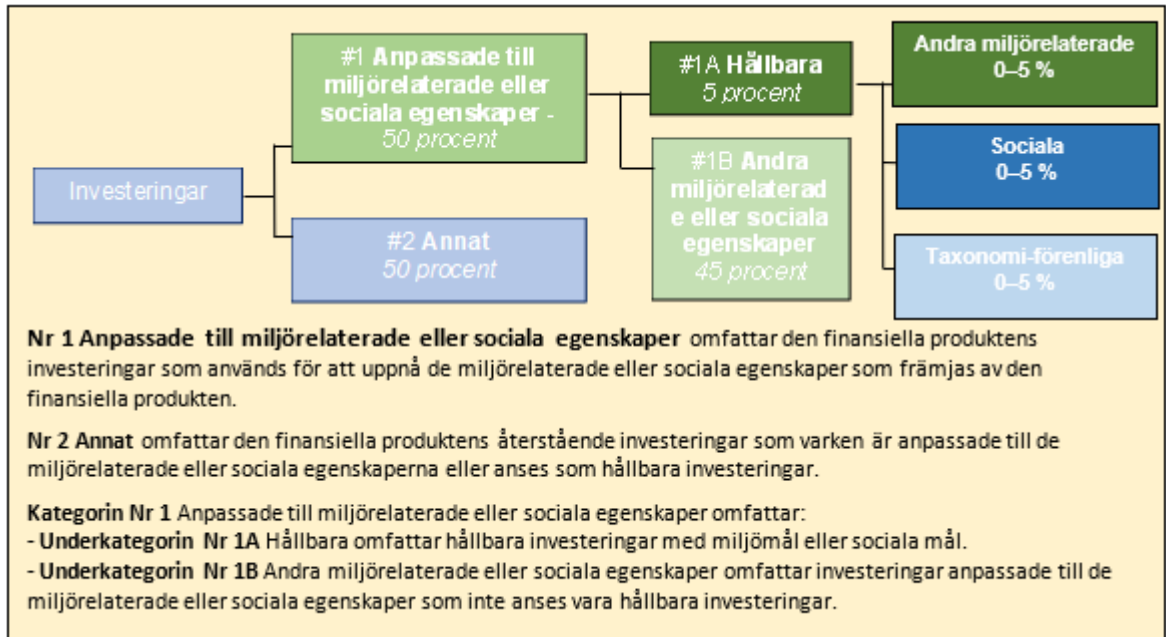 Investeringar
#1 Anpassade till
miljörelaterade eller
sociala egenskaper -
50 procent
#2 Annat
50 procent
#1A Hållbara
5 procent
#1B Andra
miljörelaterad
e eller sociala
egenskaper
45 procent
Andra miljörelaterade
0–5 %
Sociala
0–5 %
Taxonomi-förenliga
0–5 %
Nr 1 Anpassade till miljörelaterade eller sociala egenskaper omfattar den finansiella produktens
investeringar som används för att uppnå de miljörelaterade eller sociala egenskaper som främjas av den
finansiella produkten.
Nr 2 Annat omfattar den finansiella produktens återstående investeringar som varken är anpassade till de
miljörelaterade eller sociala egenskaperna eller anses som hållbara investeringar.
Kategorin Nr 1 Anpassade till miljörelaterade eller sociala egenskaper omfattar:
- Underkategorin Nr 1A Hållbara omfattar hållbara investeringar med miljömål eller sociala mål.
- Underkategorin Nr 1B Andra miljörelaterade eller sociala egenskaper omfattar investeringar anpassade till de
miljörelaterade eller sociala egenskaper som inte anses vara hållbara investeringar.